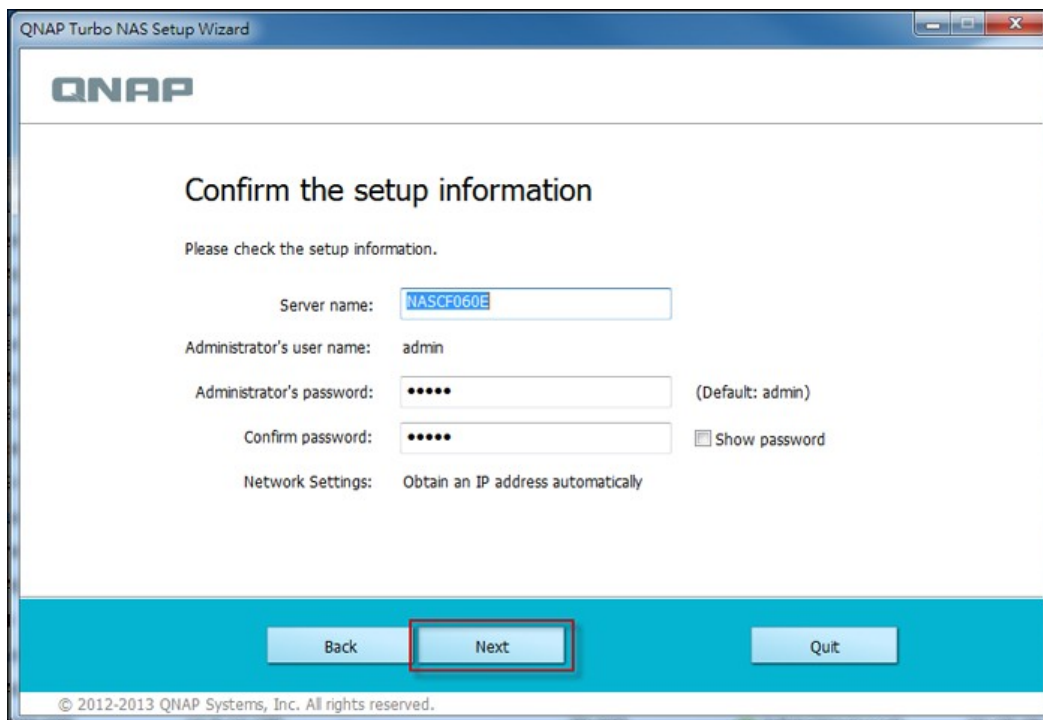 QNAP Turbo NAS Setup Wizard
QNAP
Confirm the setup information
Please check the setup information.
Server name: NASCF060E
Administrator's user name: admin
Administrator's password: ••••• (Default: admin)
Confirm password: ••••• Show password
Network Settings: Obtain an IP address automatically
Back Next Quit
© 2012-2013 QNAP Systems, Inc. All rights reserved.